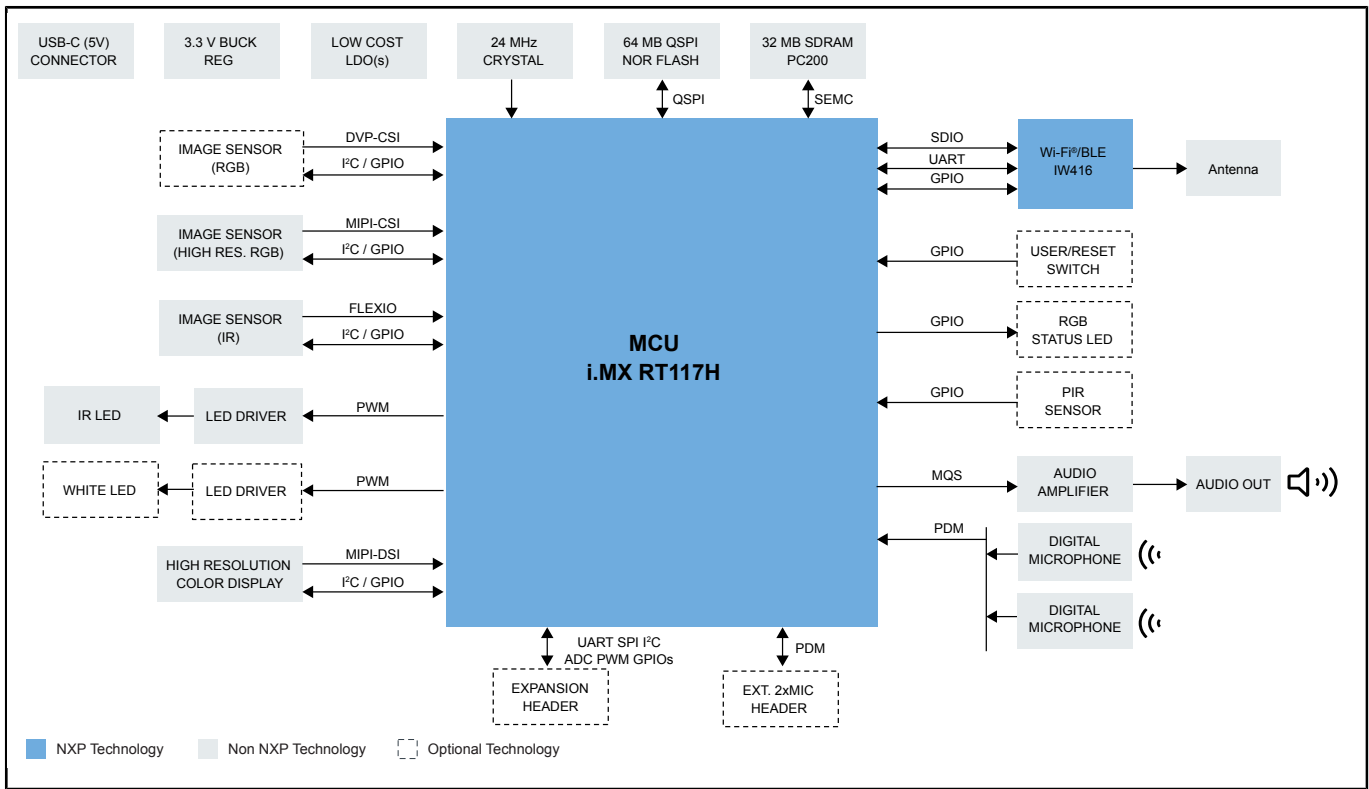 USB-C (5V)
CONNECTOR
3.3 V BUCK
REG
LOW COST
LDO(s)
24 MHz
CRYSTAL
64 MB QSPI
NOR FLASH
32 MB SDRAM
PC200
QSPI
SEMC
IMAGE SENSOR
(RGB)
DVP-CSI
I²C / GPIO
IMAGE SENSOR
(HIGH RES. RGB)
MIPI-CSI
I²C / GPIO
IMAGE SENSOR
(IR)
FLEXIO
I²C / GPIO
IR LED
LED DRIVER
PWM
WHITE LED
LED DRIVER
PWM
HIGH RESOLUTION
COLOR DISPLAY
MIPI-DSI
I²C / GPIO
MCU
i.MX RT117H
SDIO
UART
GPIO
Wi-Fi®/BLE
IW416
Antenna
GPIO
USER/RESET
SWITCH
GPIO
RGB
STATUS LED
GPIO
PIR
SENSOR
MQS
AUDIO
AMPLIFIER
AUDIO OUT
PDM
DIGITAL
MICROPHONE
DIGITAL
MICROPHONE
UART SPI I²C
ADC PWM GPIOs
EXPANSION
HEADER
PDM
EXT. 2xMIC
HEADER
NXP Technology
Non NXP Technology
Optional Technology